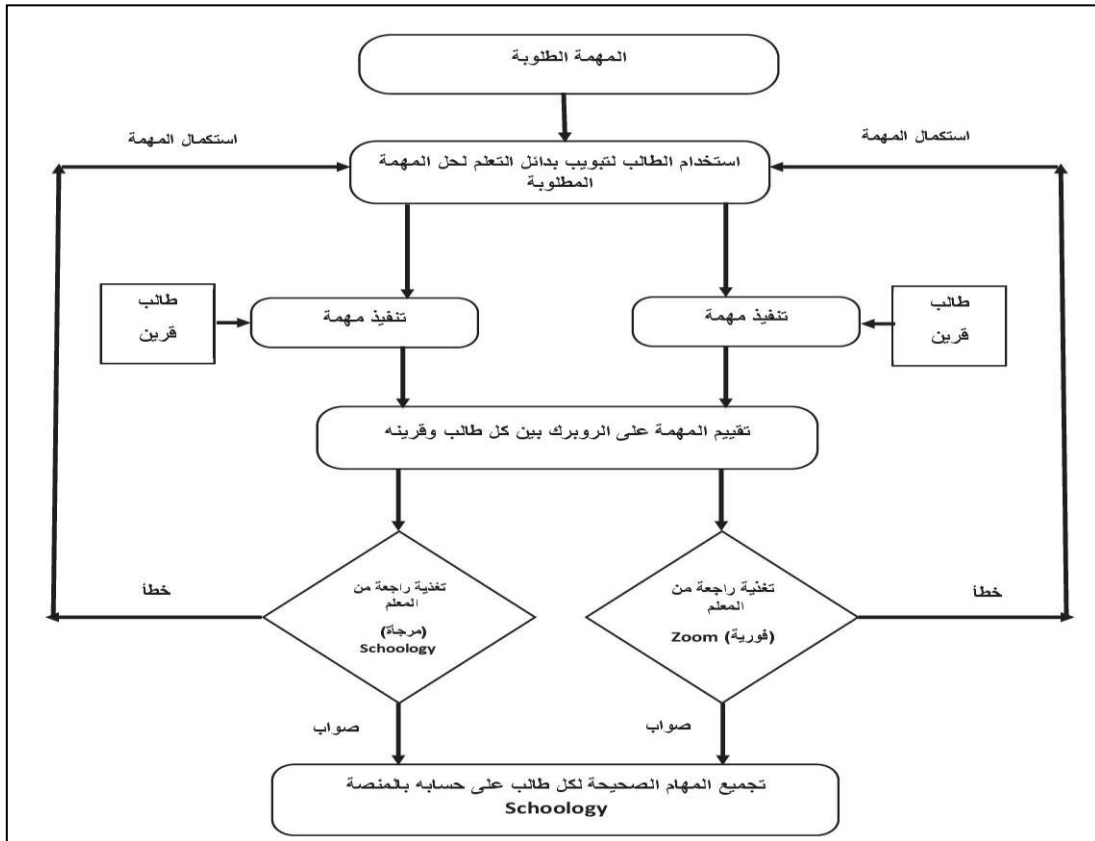 المهمة الطلوبة
استكمال المهمة
استكمال المهمة
استخدام الطالب لتبويب بدائل التعلم لحل المهمة
المطلوبة
طالب
قرين
تنفيذ مهمة
تنفيذ مهمة
طالب
قرين
تقييم المهمة على الروبرك بين كل طالب وقرينه
خطأ
تغذية راجعة من
المعلم
(فورية) Zoom
تغذية راجعة من
المعلم
(مرجاة)
Schoology
خطأ
صواب
صواب
تجميع المهام الصحيحة لكل طالب على حسابه بالمنصة
Schoology